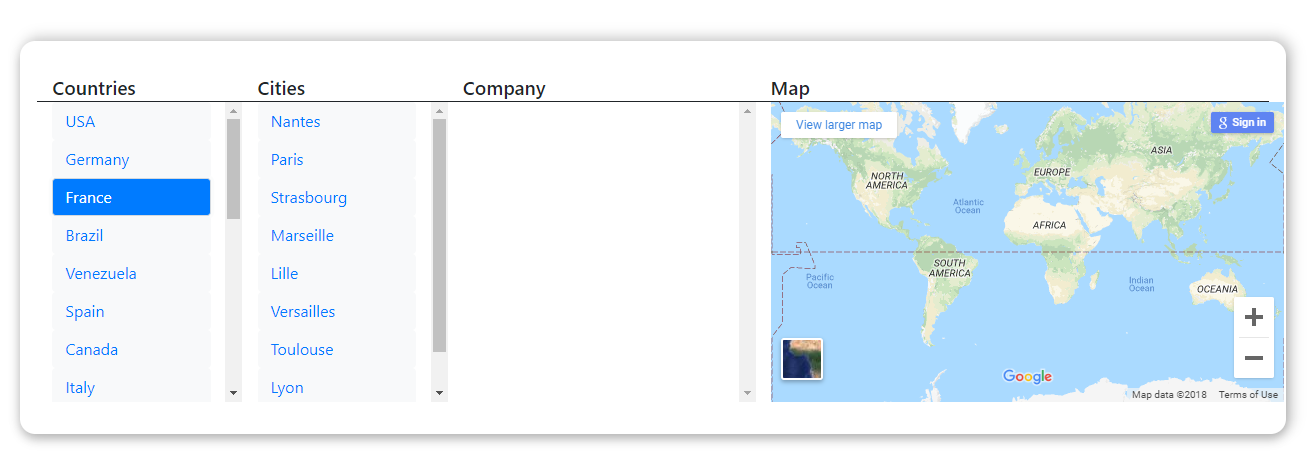 Countries
Cities
Company
Map
USA
Germany
France
Brazil
Venezuela
Spain
Canada
Italy
Nantes
Paris
Strasbourg
Marseille
Lille
Versailles
Toulouse
Lyon
View larger map
g Sign in
NORTH
AMERICA
EUROPE
ASIA
Atlantic
Ocean
AFRICA
SOUTH
AMERICA
Pacific
Ocean
Indian
Ocean
OCEANIA
Google
Map data ©2018 Terms of Use